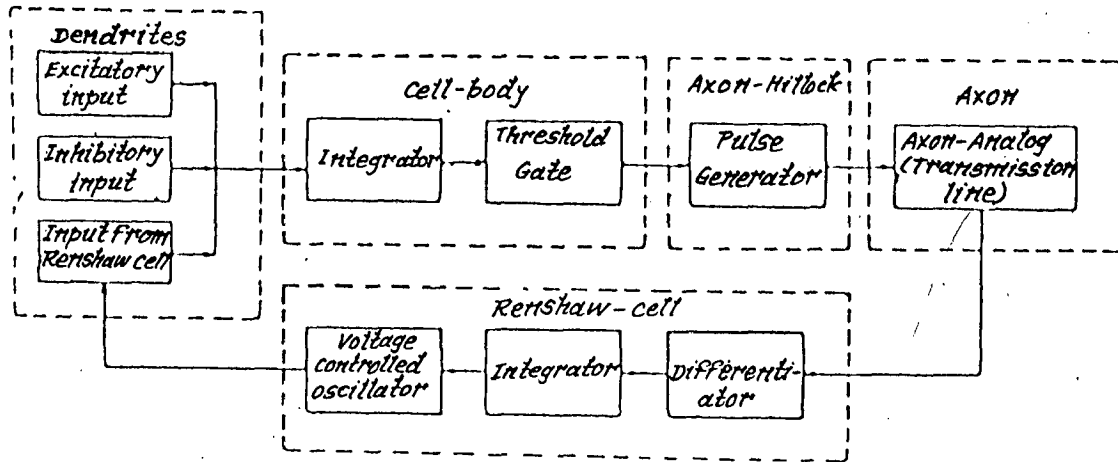 Dendrites
Excitatory
input
Inhibitory
input
Input from
Renshaw cell
Cell-body
Integrator
Threshold
Gate
Axon-Hillock
Pulse
Generator
Axon
Axon-Analog
(Transmission
line)
Renshaw-cell
Voltage
controlled
oscillator
Integrator
Differenti-
ator